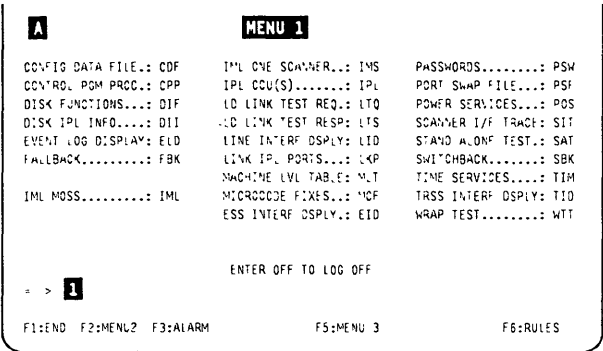 A MENU 1
CONFIG DATA FILE.: CDF IML ONE SCANNER..: IMS PASSWORDS........: PSW
CONTROL PGM PROC.: CPP IPL CCU(S).......: IPL PORT SWAP FILE...: PSF
DISK FUNCTIONS...: DIF LD LINK TEST REQ.: LTQ POWER SERVICES...: POS
DISK IPL INFO....: DII LD LINK TEST RESP: LTS SCANNER I/F TRACE: SIT
EVENT LOG DISPLAY: ELD LINE INTERF DSPLY: LID STAND ALONE TEST.: SAT
FALLBACK.........: FBK LINK IPL PORTS...: LKP SWITCHBACK.......: SBK
MACHINE LVL TABLE: MLT TIME SERVICES....: TIM
IML MOSS.........: IML MICROCODE FIXES..: MCF TRSS INTERF DSPLY: TID
ESS INTERF DSPLY.: EID WRAP TEST........: WTT
ENTER OFF TO LOG OFF
= > 1
F1:END F2:MENU2 F3:ALARM F5:MENU 3 F6:RULES